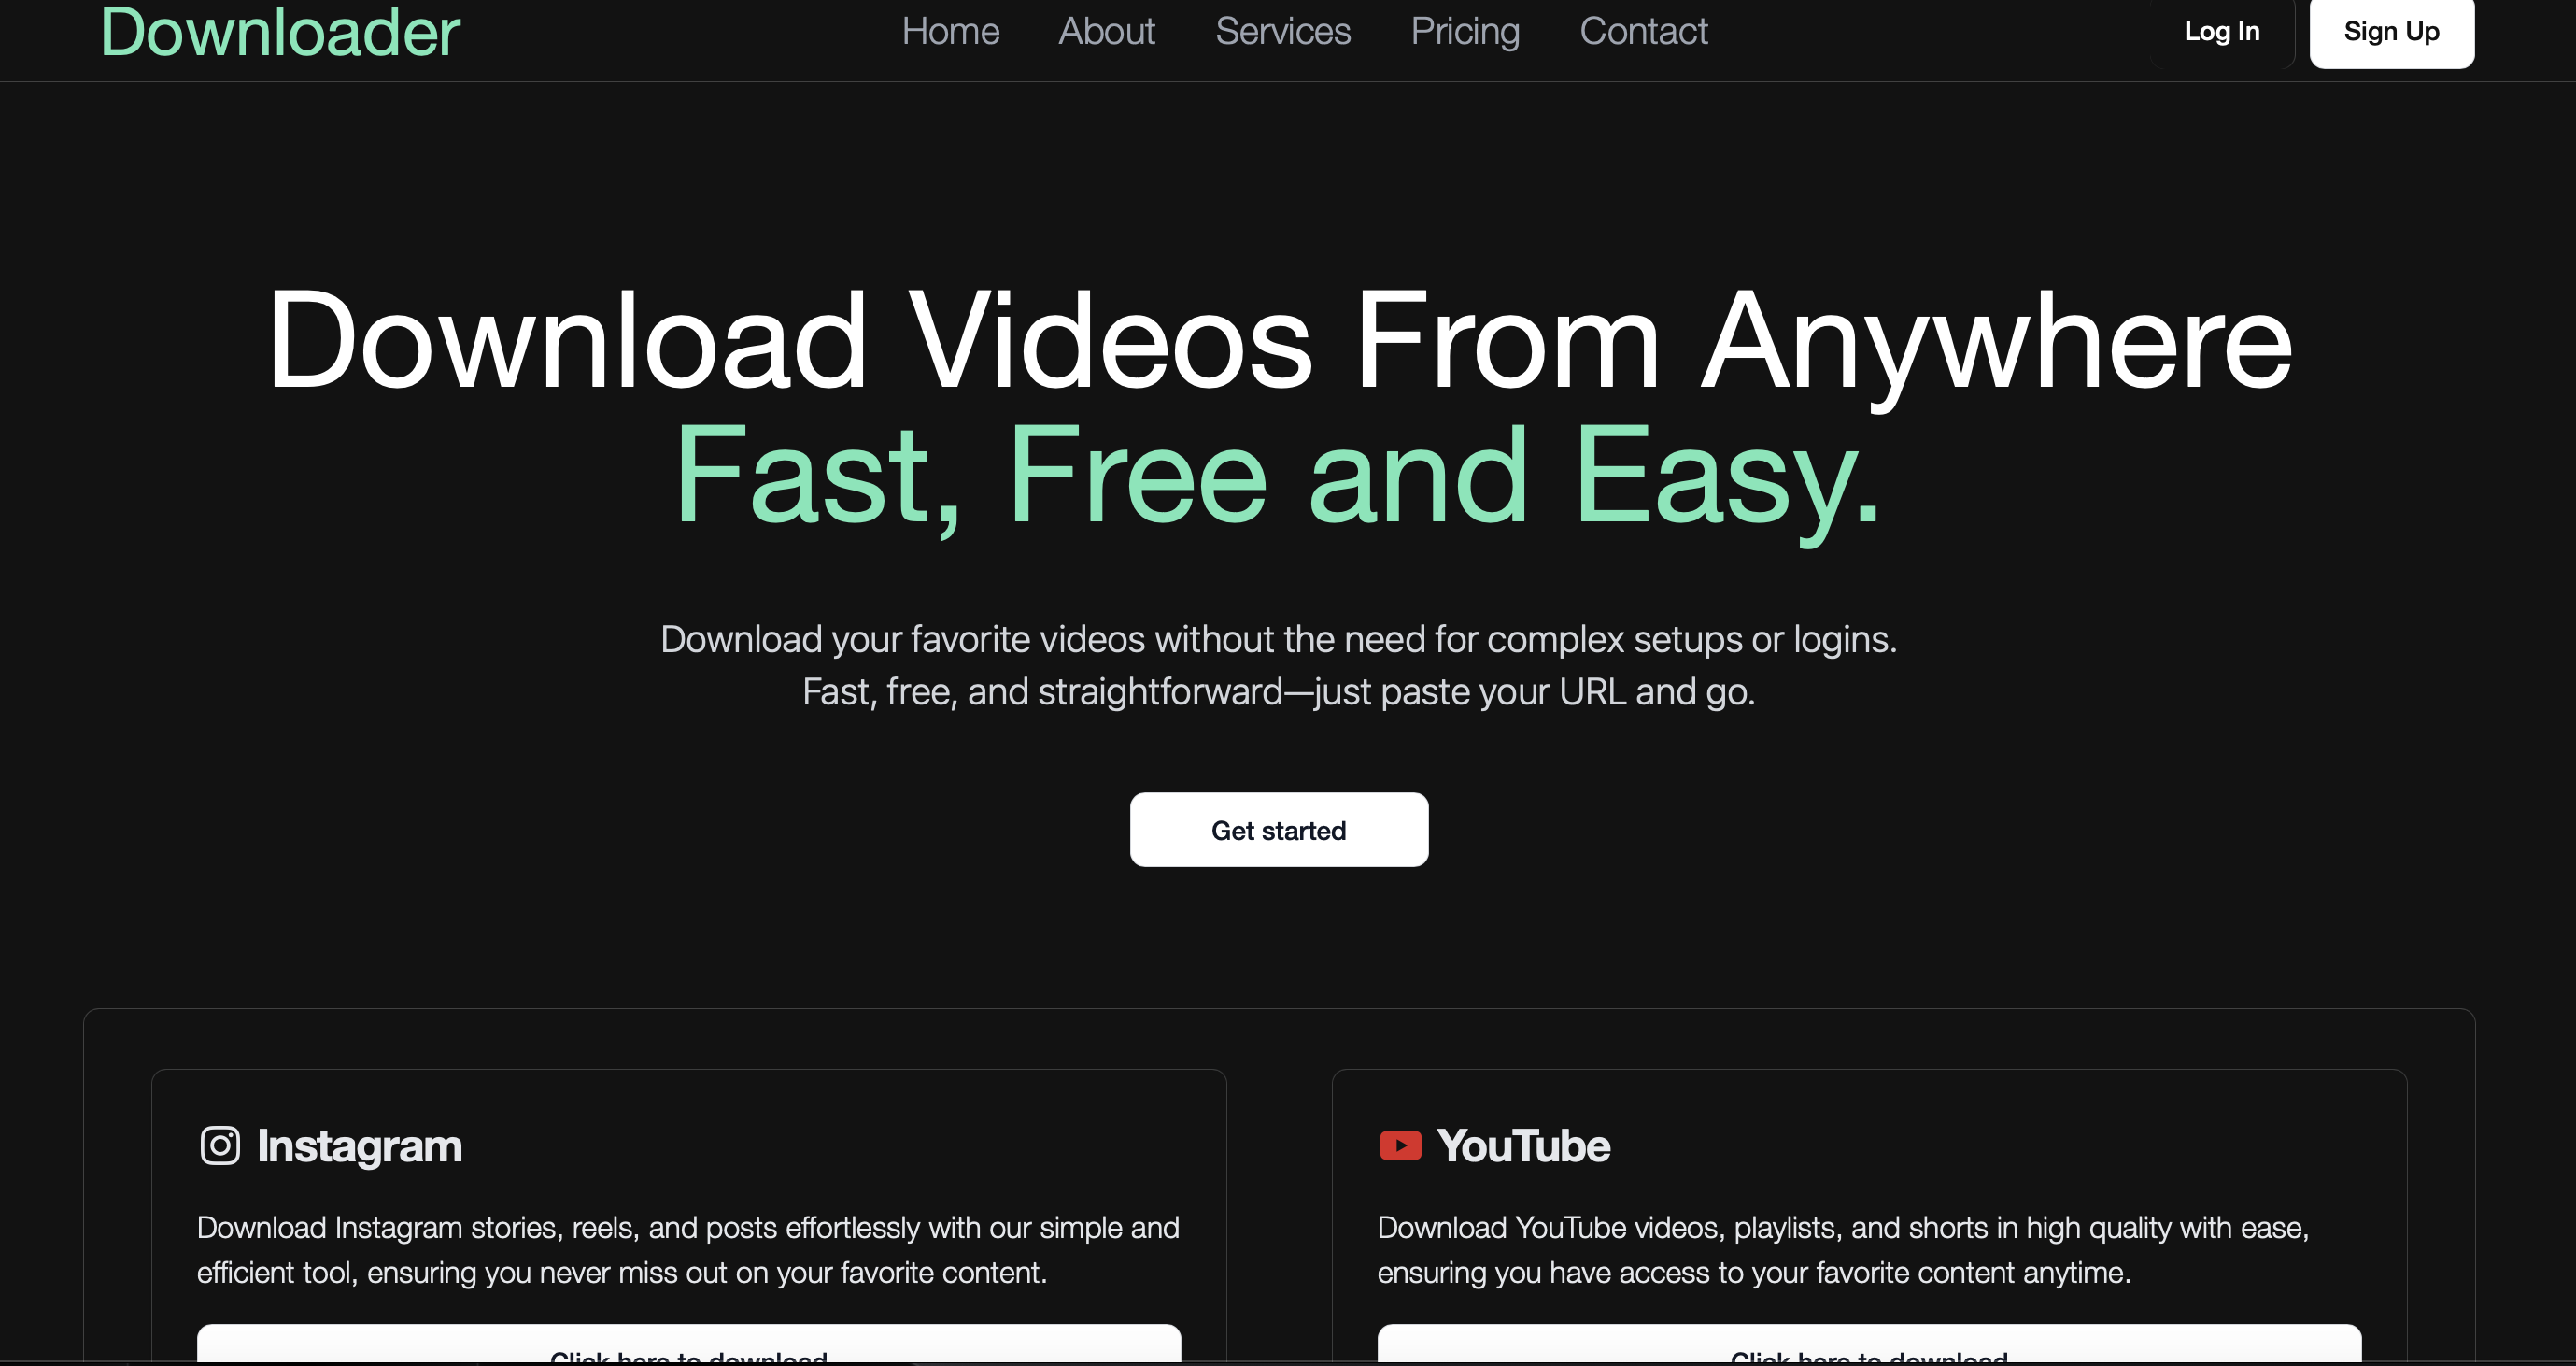 Downloader
Home About Services Pricing Contact
Log In
Sign Up
Download Videos From Anywhere
Fast, Free and Easy.
Download your favorite videos without the need for complex setups or logins.
Fast, free, and straightforward—just paste your URL and go.
Get started
Instagram
Download Instagram stories, reels, and posts effortlessly with our simple and
efficient tool, ensuring you never miss out on your favorite content.
Click here to download
YouTube
Download YouTube videos, playlists, and shorts in high quality with ease,
ensuring you have access to your favorite content anytime.
Click here to download